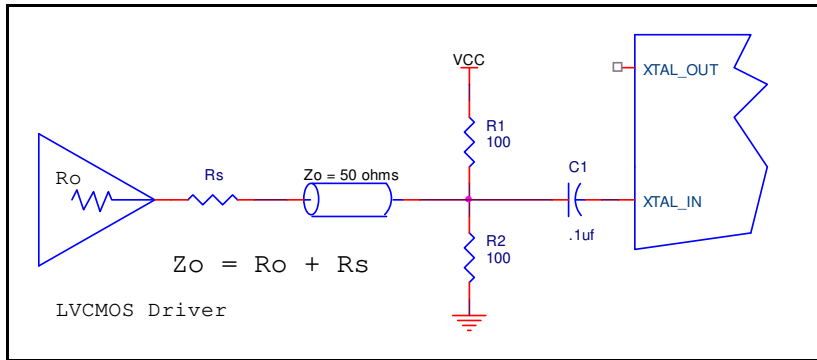 VCC
XTAL_OUT
R1
100
Ro
Rs
Zo = 50 ohms
C1
XTAL_IN
.1uf
R2
100
Zo = Ro + Rs
LVCMOS Driver